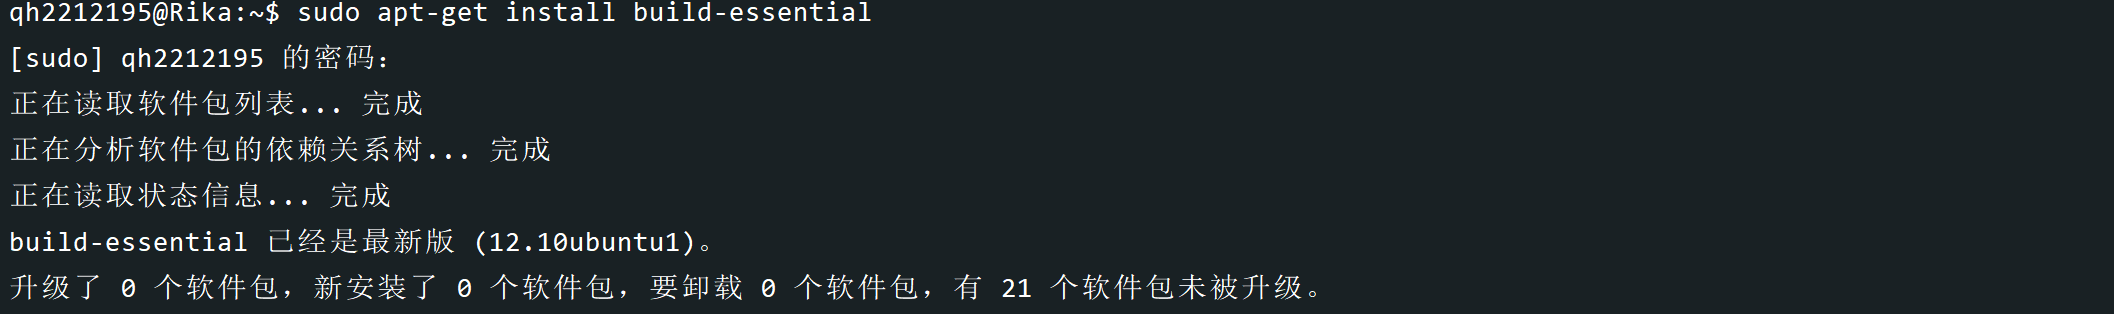 qh2212195@Rika:~$ sudo apt-get install build-essential
[sudo] qh2212195 的密码：
正在读取软件包列表... 完成
正在分析软件包的依赖关系树... 完成
正在读取状态信息... 完成
build-essential 已经是最新版 (12.10ubuntu1)。
升级了 0 个软件包，新安装了 0 个软件包，要卸载 0 个软件包，有 21 个软件包未被升级。